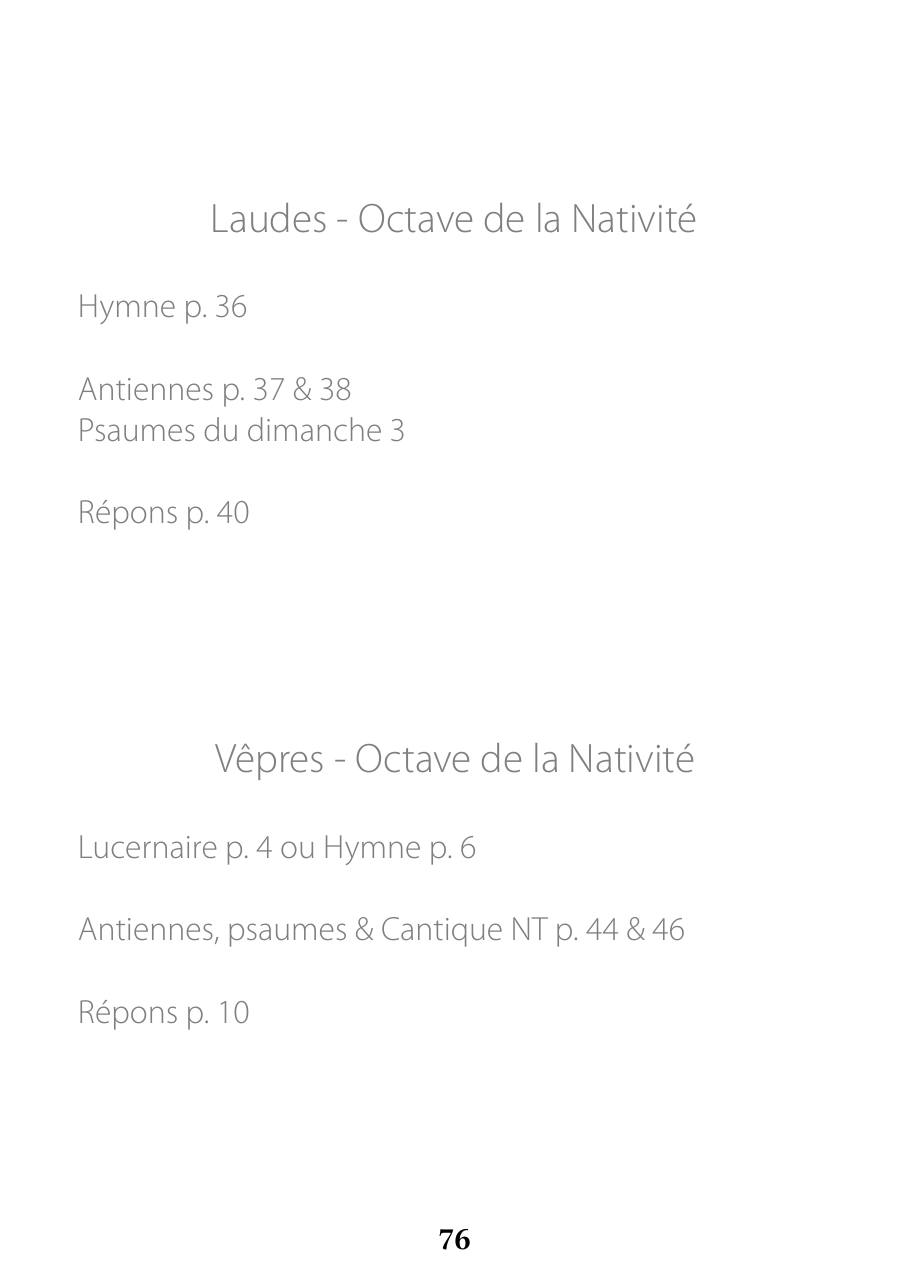 Laudes - Octave de la Nativité
Hymne p. 36
Antiennes p. 37 & 38
Psaumes du dimanche 3
Répons p. 40
Vêpres - Octave de la Nativité
Lucernaire p. 4 ou Hymne p. 6
Antiennes, psaumes & Cantique NT p. 44 & 46
Répons p. 10
76